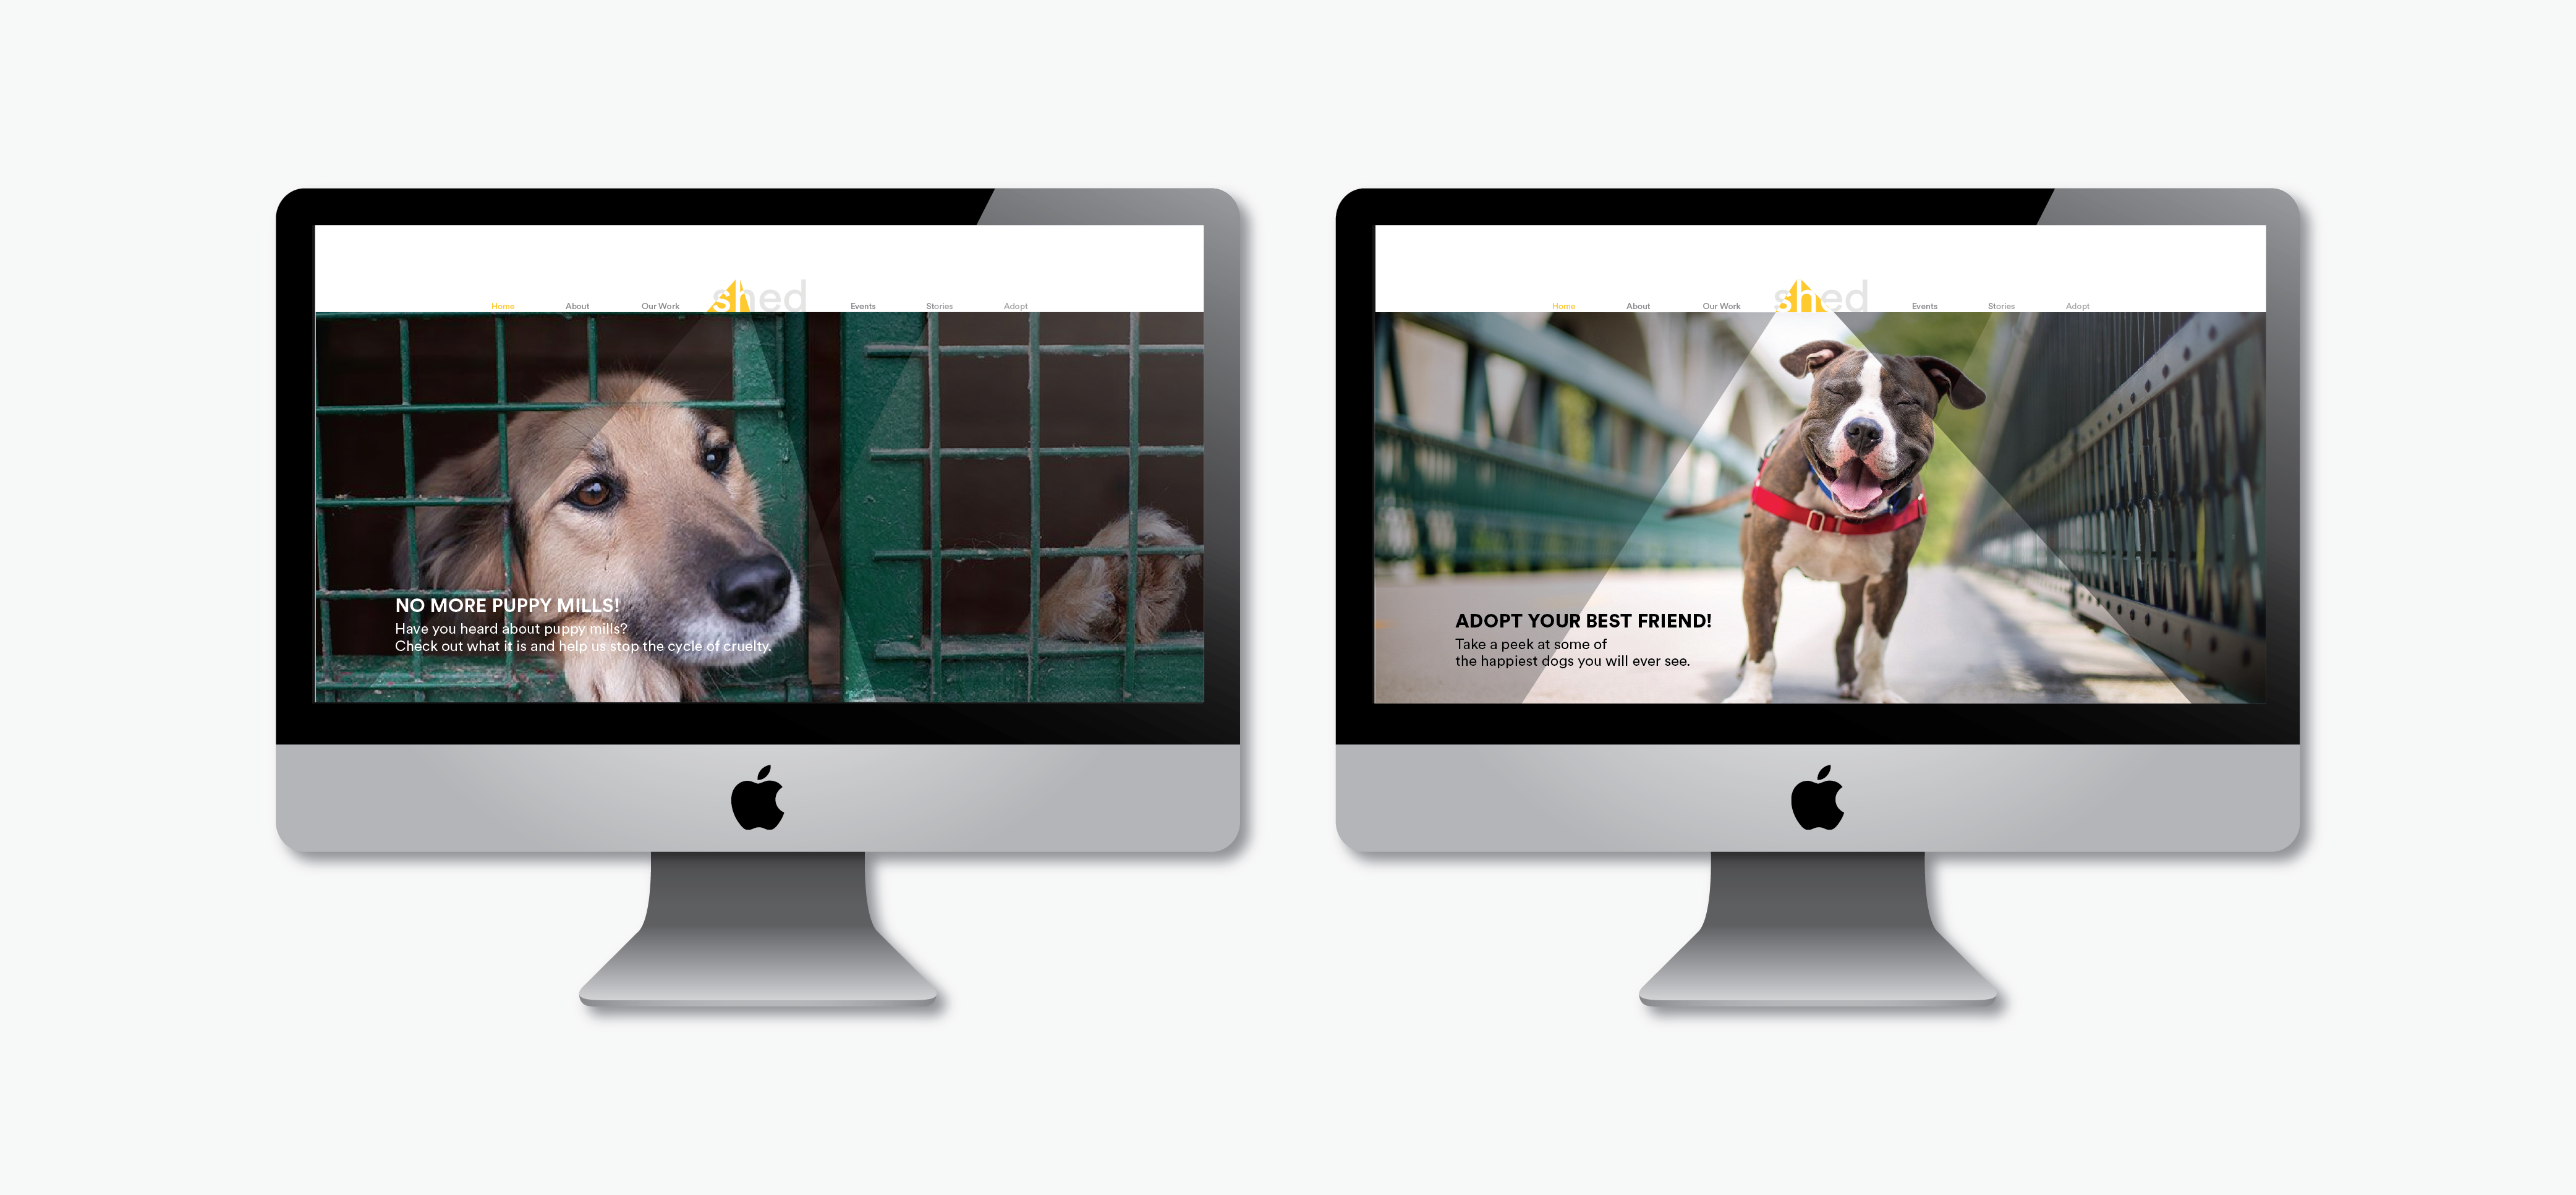 Home About Our Work shed Events Stories Adopt
NO MORE PUPPY MILLS!
Have you heard about puppy mills?
Check out what it is and help us stop the cycle of cruelty.
Home About Our Work shed Events Stories Adopt
ADOPT YOUR BEST FRIEND!
Take a peek at some of
the happiest dogs you will ever see.